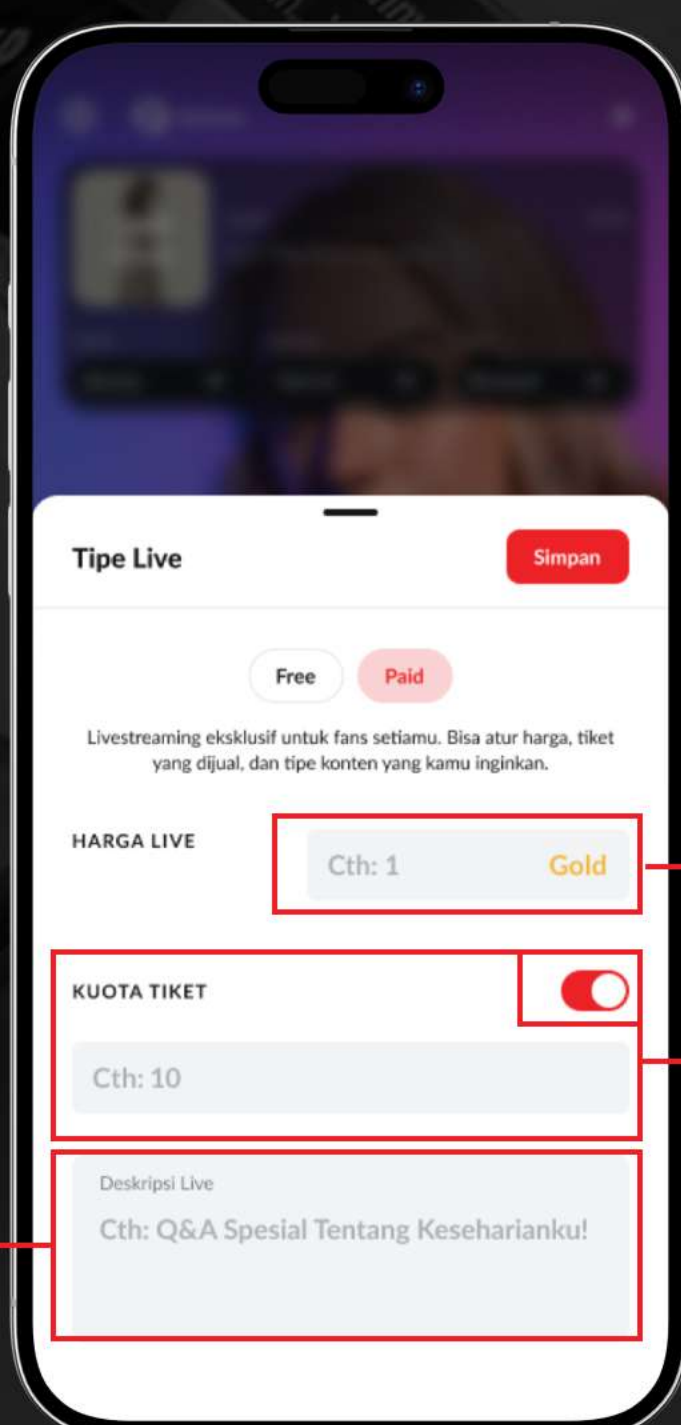 Tipe Live
Simpan
Free
Paid
Livestreaming eksklusif untuk fans setiamu. Bisa atur harga, tiket
yang dijual, dan tipe konten yang kamu inginkan.
HARGA LIVE
Cth: 1
Gold
KUOTA TIKET
Cth: 10
Deskripsi Live
Cth: Q&A Spesial Tentang Keseharianku!